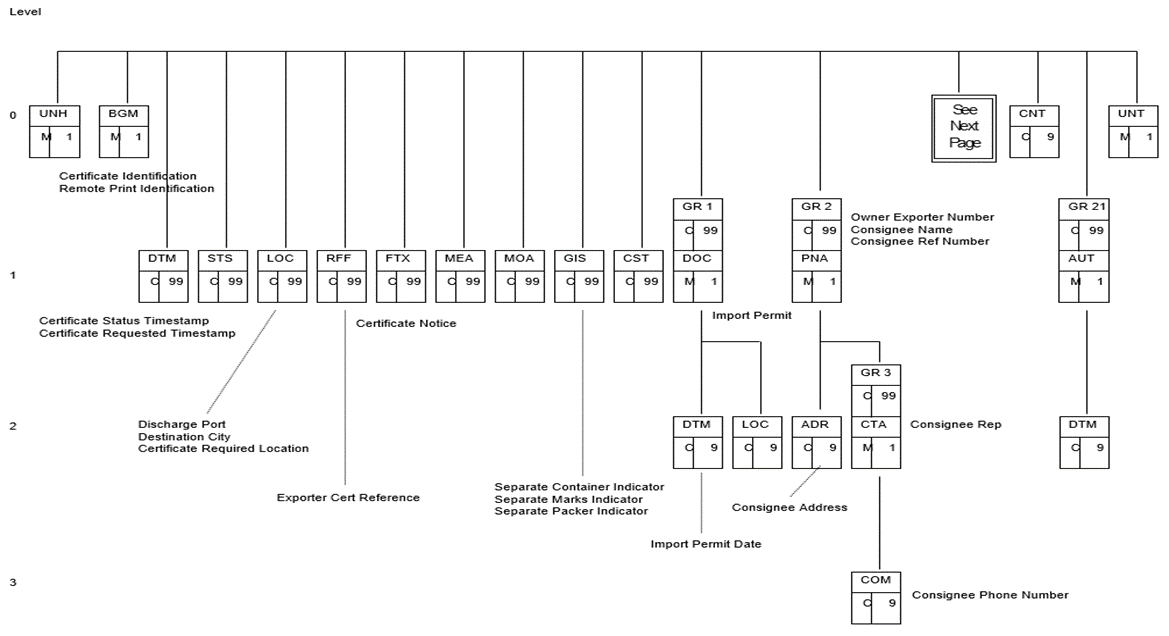 Level
0
UNH
M 1
BGM
M 1
See
Next
Page
CNT
C 9
UNT
M 1
Certificate Identification
Remote Print Identification
GR 1
C 99
GR 2
C 99
Owner Exporter Number
Consignee Name
Consignee Ref Number
GR 21
C 99
1
DTM
C 99
STS
C 99
LOC
C 99
RFF
C 99
FTX
C 99
MEA
C 99
MOA
C 99
GIS
C 99
CST
C 99
DOC
M 1
PNA
M 1
AUT
M 1
Certificate Status Timestamp
Certificate Requested Timestamp
Certificate Notice
Import Permit
GR 3
C 99
2
Discharge Port
Destination City
Certificate Required Location
DTM
C 9
LOC
C 9
ADR
C 9
CTA
M 1
Consignee Rep
DTM
C 9
Exporter Cert Reference
Separate Container Indicator
Separate Marks Indicator
Separate Packer Indicator
Consignee Address
Import Permit Date
3
COM
C 9
Consignee Phone Number